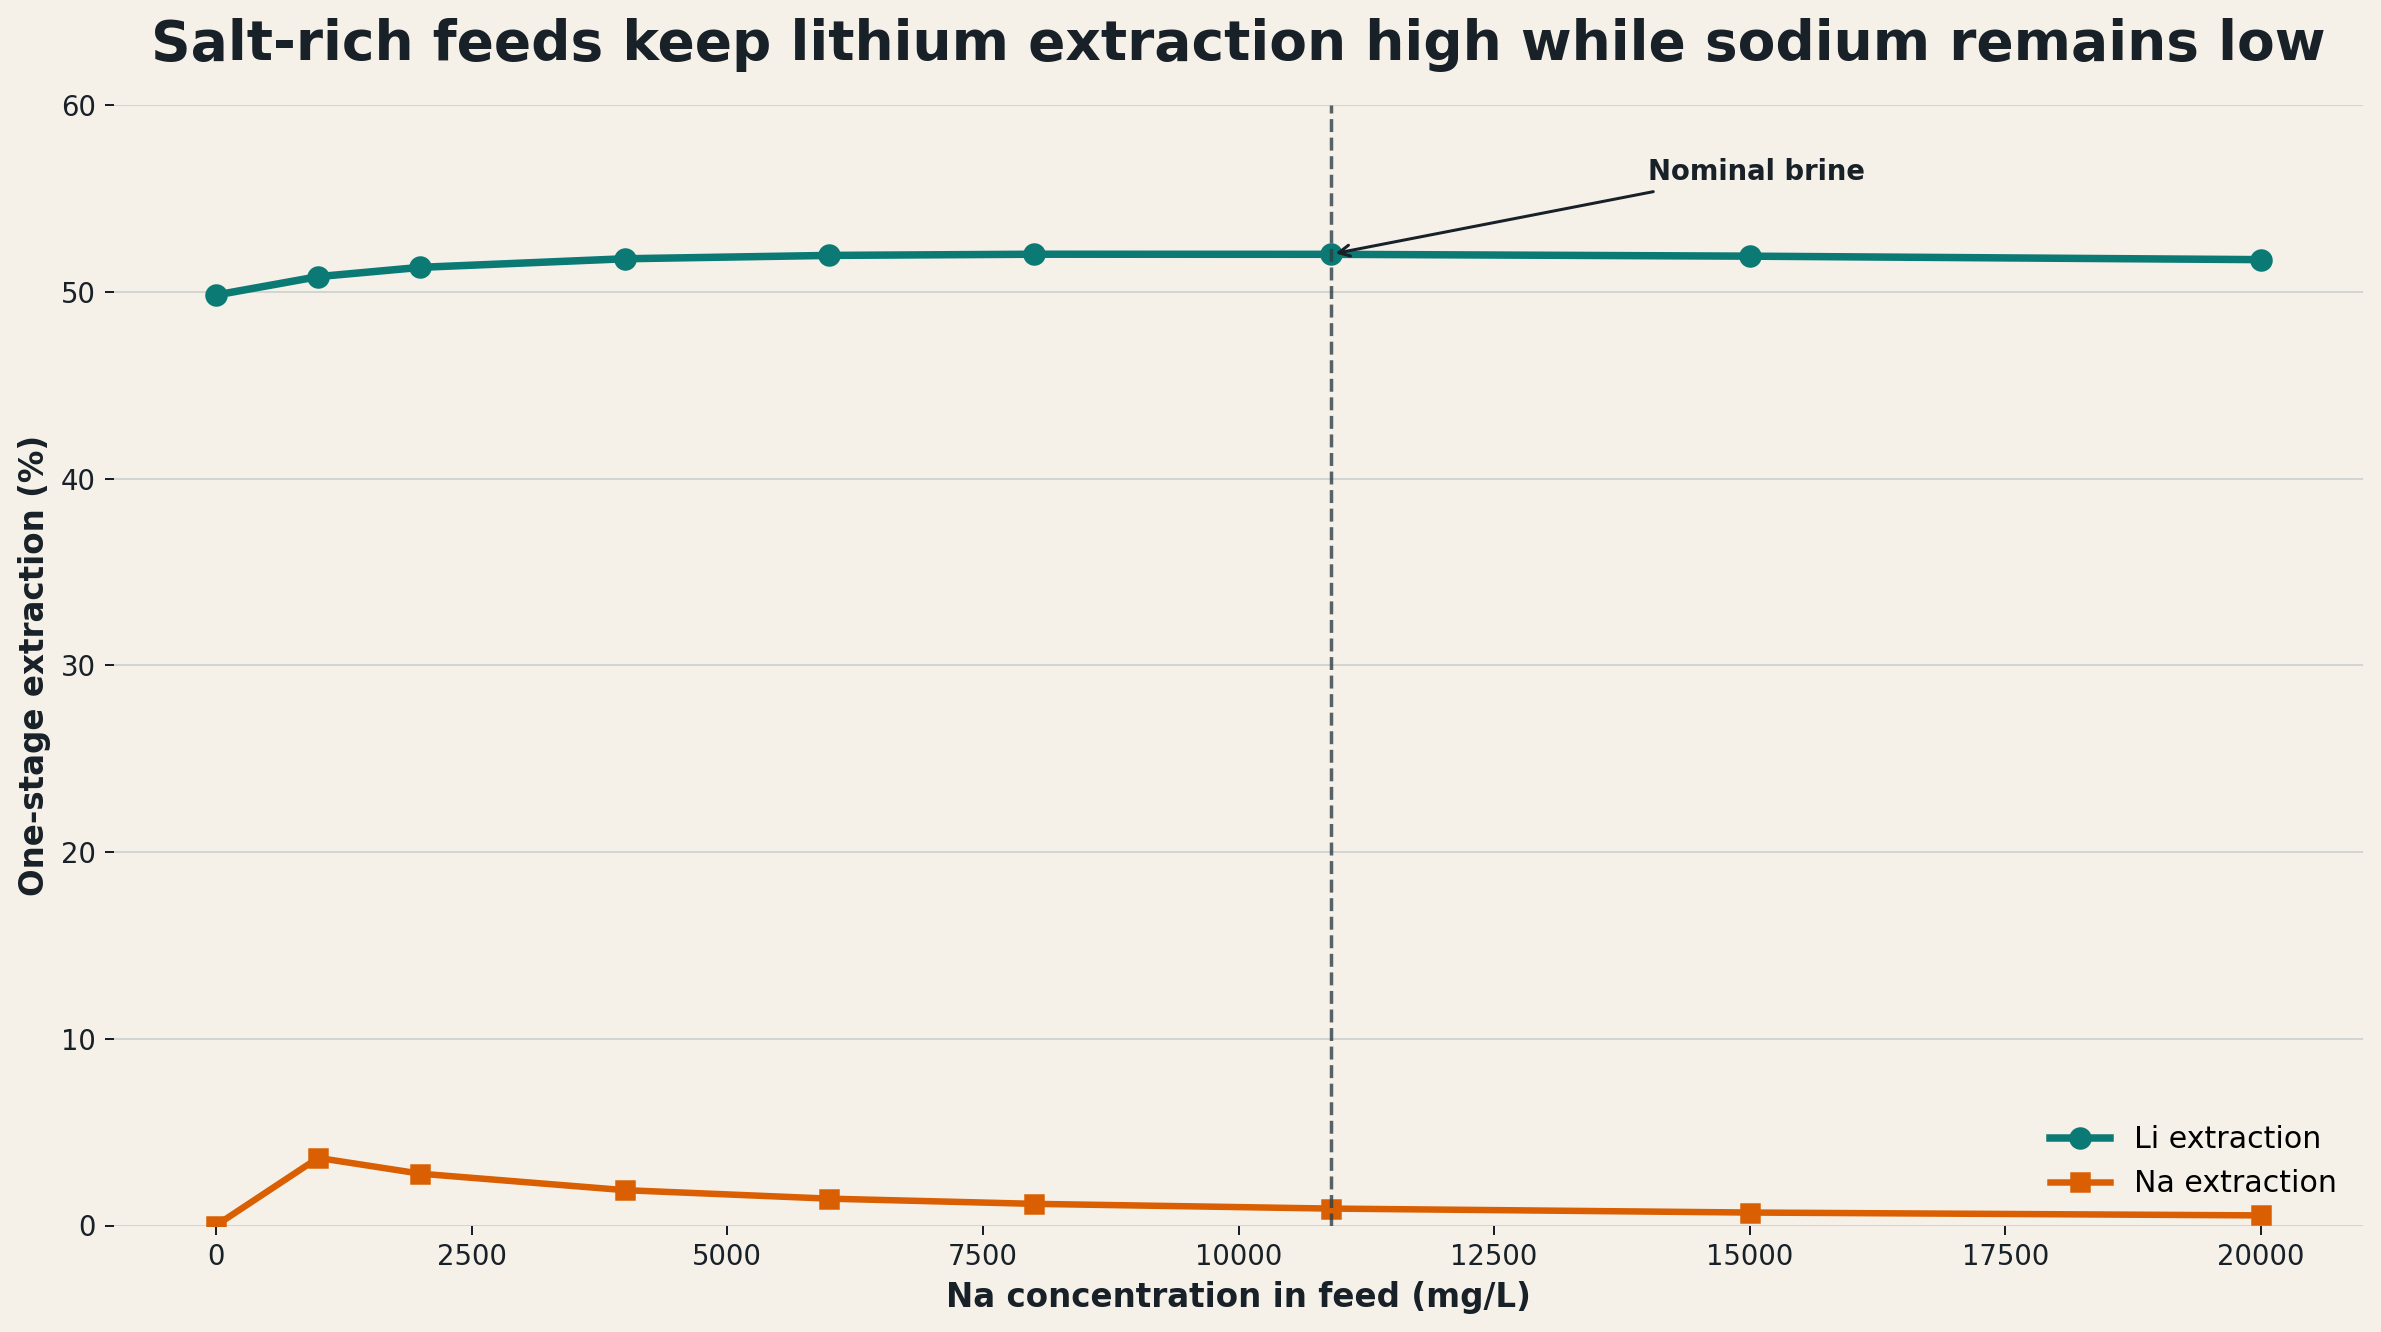 Salt-rich feeds keep lithium extraction high while sodium remains low
60
Nominal brine
50
40
30
20
10
0
One-stage extraction (%)
Li extraction
Na extraction
0 2500 5000 7500 10000 12500 15000 17500 20000
Na concentration in feed (mg/L)